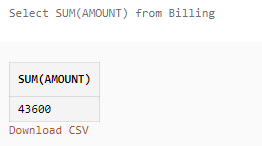 Select SUM(AMOUNT) from Billing
SUM(AMOUNT)
43600
Download CSV